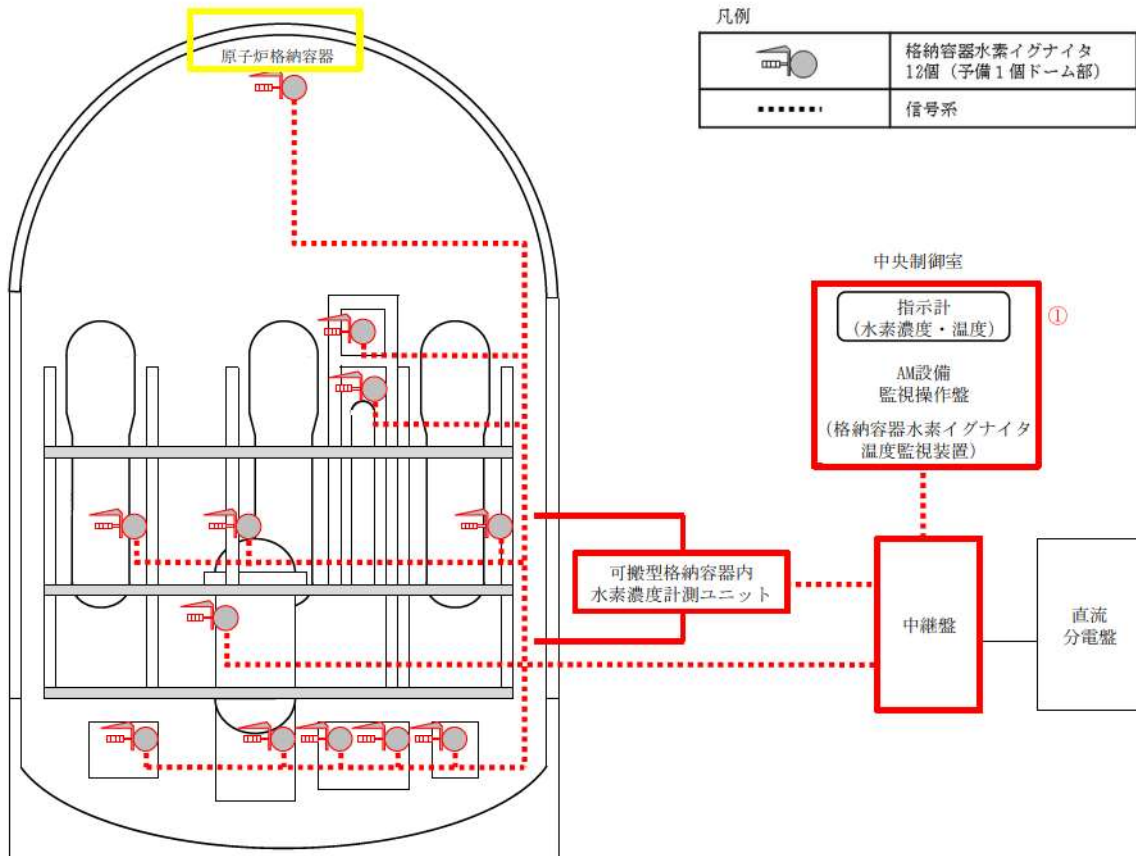 原子炉格納容器
凡例
格納容器水素イグナイタ
12個（予備１個ドーム部）
信号系
中央制御室
指示計
(水素濃度・温度)
①
AM設備
監視操作盤
(格納容器水素イグナイタ
温度監視装置)
可搬型格納容器内
水素濃度計測ユニット
中継盤
直流
分電盤